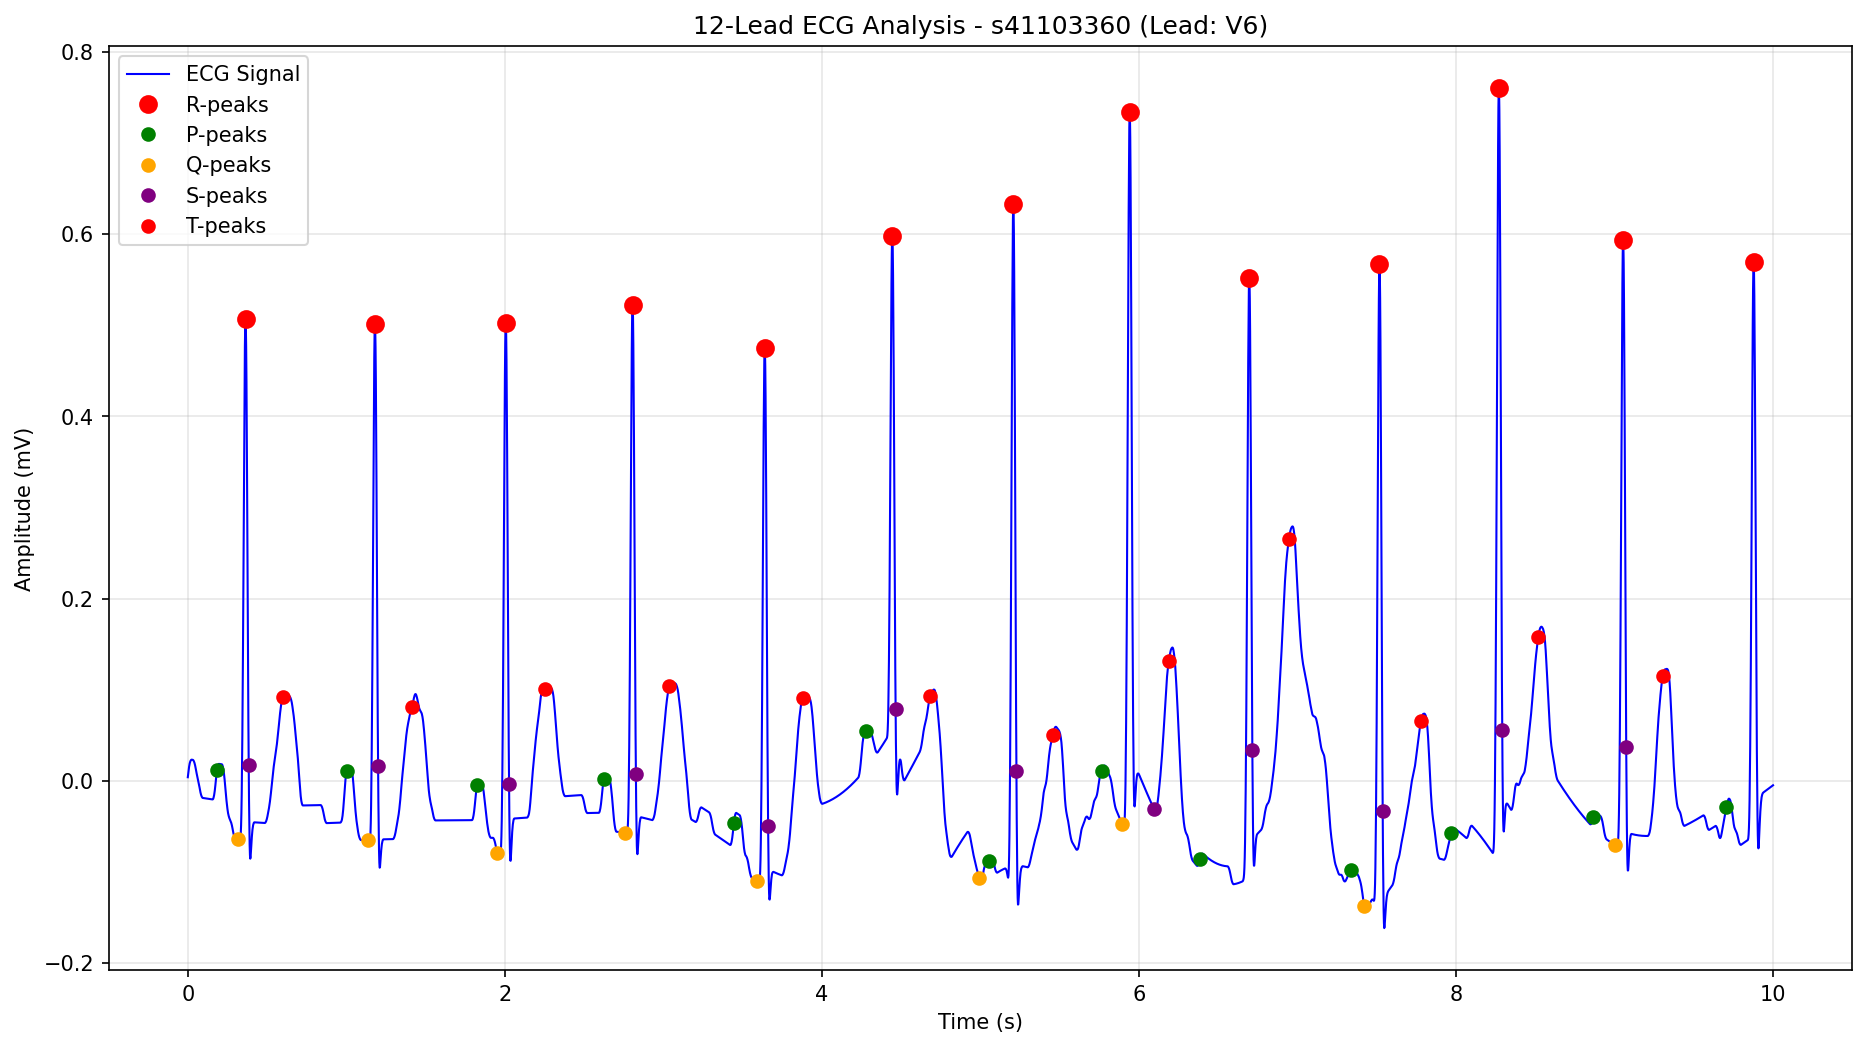 12-Lead ECG Analysis - s41103360 (Lead: V6)
ECG Signal
R-peaks
P-peaks
Q-peaks
S-peaks
T-peaks
Amplitude (mV)
0.8
0.6
0.4
0.2
0.0
−0.2
0 2 4 6 8 10
Time (s)